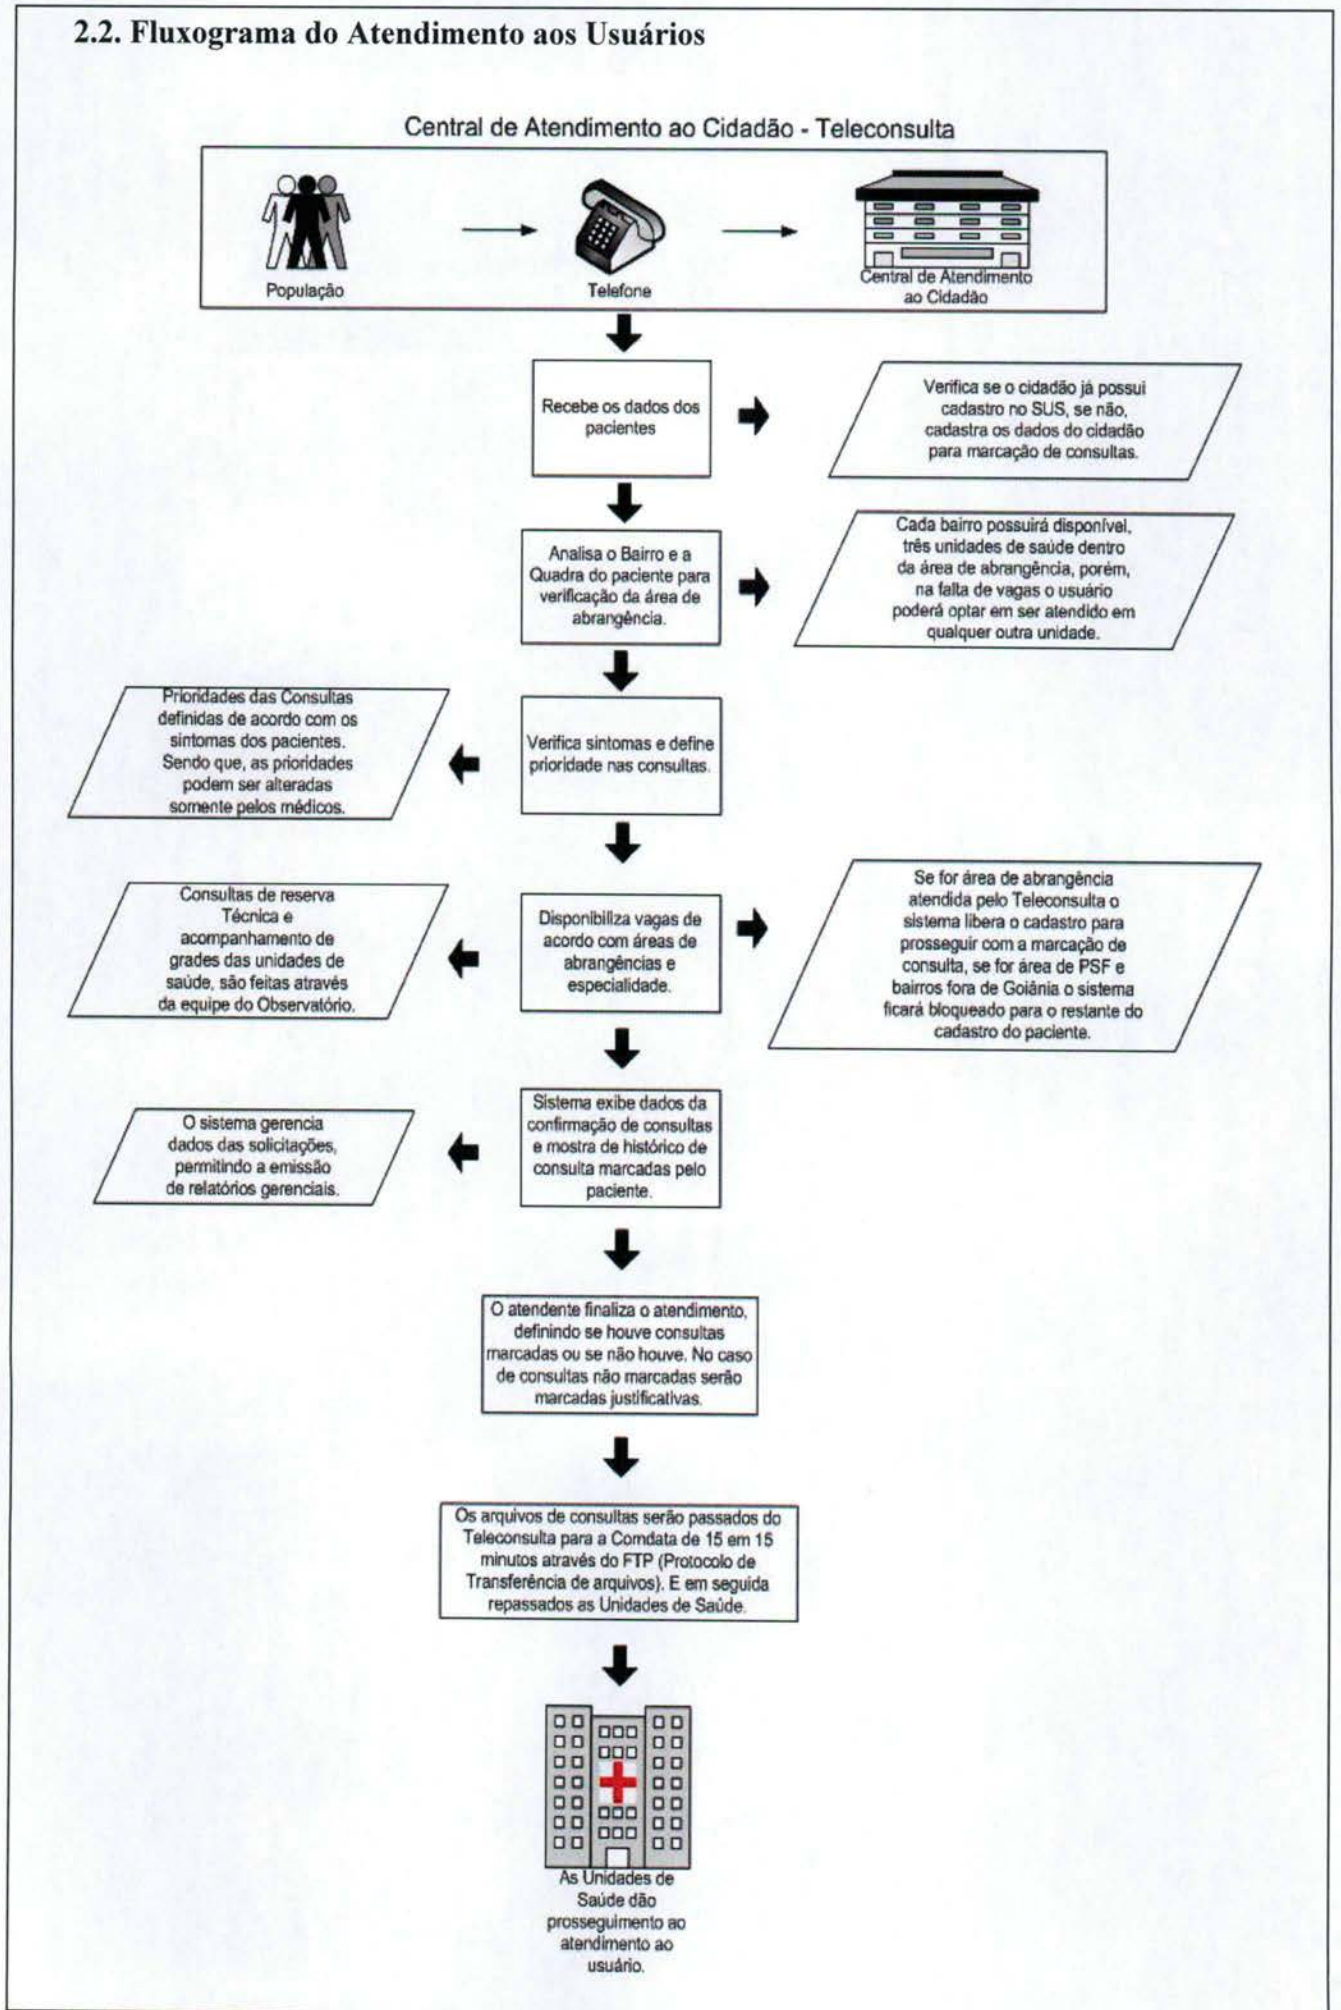 2.2. Fluxograma do Atendimento aos Usuários
Central de Atendimento ao Cidadão - Teleconsulta
População
Telefone
Central de Atendimento
ao Cidadão
Recebe os dados dos
pacientes
Verifica se o cidadão já possui
cadastro no SUS, se não,
cadastra os dados do cidadão
para marcação de consultas.
Analisa o Bairro e a
Quadra do paciente para
verificação da área de
abrangência.
Cada bairro possuirá disponível,
três unidades de saúde dentro
da área de abrangência, porém,
na falta de vagas o usuário
poderá optar em ser atendido em
qualquer outra unidade.
Prioridades das Consultas
definidas de acordo com os
sintomas dos pacientes.
Sendo que, as prioridades
podem ser alteradas
somente pelos médicos.
Verifica sintomas e define
prioridade nas consultas.
Consultas de reserva
Técnica e
acompanhamento de
grades das unidades de
saúde, são feitas através
da equipe do Observatório.
Disponibiliza vagas de
acordo com áreas de
abrangências e
especialidade.
Se for área de abrangência
atendida pelo Teleconsulta o
sistema libera o cadastro para
prosseguir com a marcação de
consulta, se for área de PSF e
bairros fora de Goiânia o sistema
ficará bloqueado para o restante do
cadastro do paciente.
O sistema gerencia
dados das solicitações,
permitindo a emissão
de relatórios gerenciais.
Sistema exibe dados da
confirmação de consultas
e mostra de histórico de
consulta marcadas pelo
paciente.
O atendente finaliza o atendimento,
definindo se houve consultas
marcadas ou se não houve. No caso
de consultas não marcadas serão
marcadas justificativas.
Os arquivos de consultas serão passados do
Teleconsulta para a Comdata de 15 em 15
minutos através do FTP (Protocolo de
Transferência de arquivos). E em seguida
repassados as Unidades de Saúde.
As Unidades de
Saúde dão
prosseguimento ao
atendimento ao
usuário.